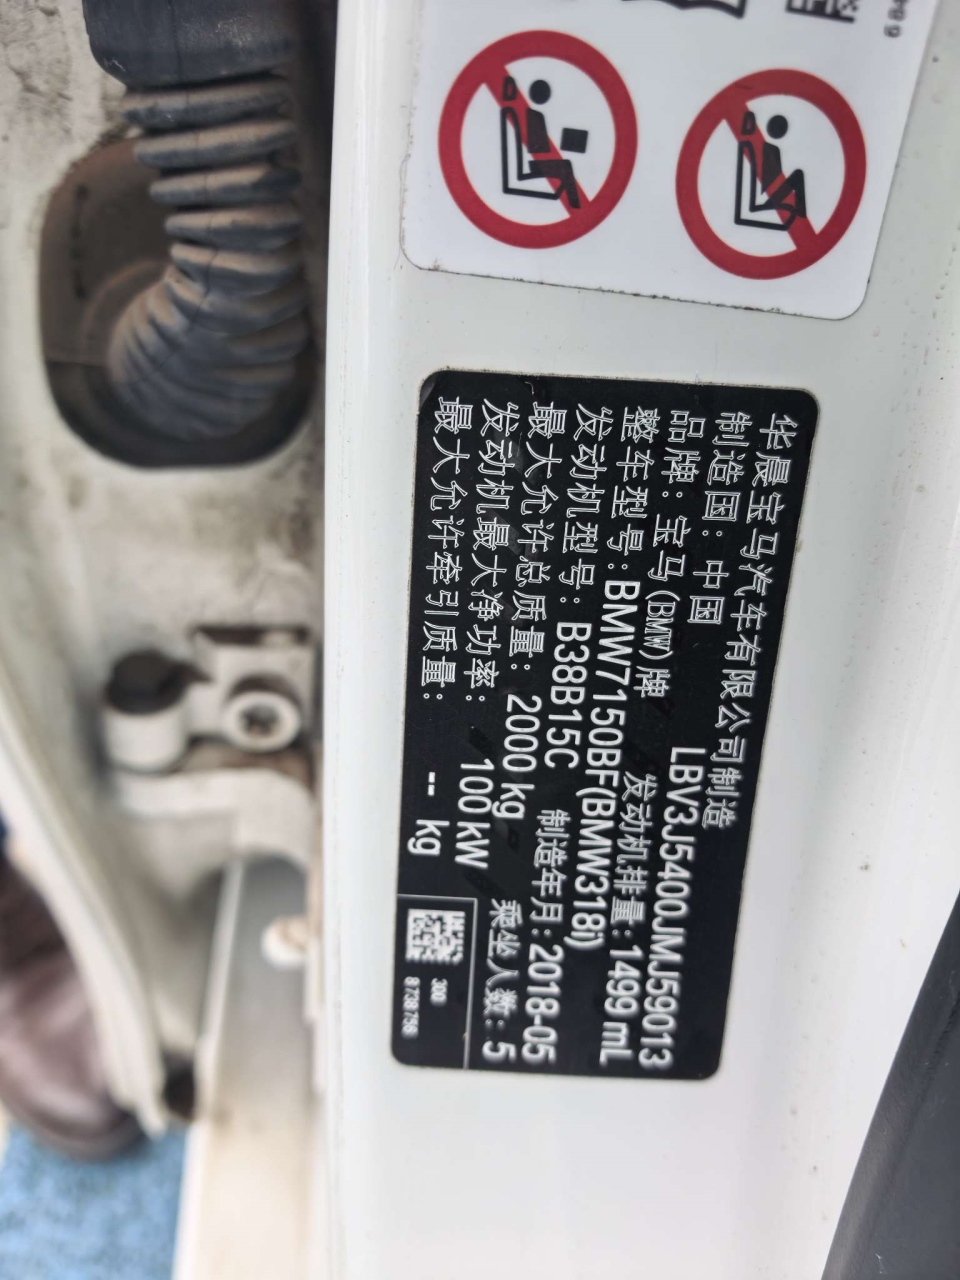 华晨宝马汽车有限公司制造
制造国：中国 LBV3J5400JMJ59013
品牌：宝马(BMW)牌 发动机排量：1499 mL
整车型号：BMW7150BF(BMW318i)
发动机型号：B38B15C 制造年月：2018-05
最大允许总质量：2000 kg 乘坐人数：5
发动机最大净功率：100 kW
最大允许牵引质量：-- kg
300
8738756